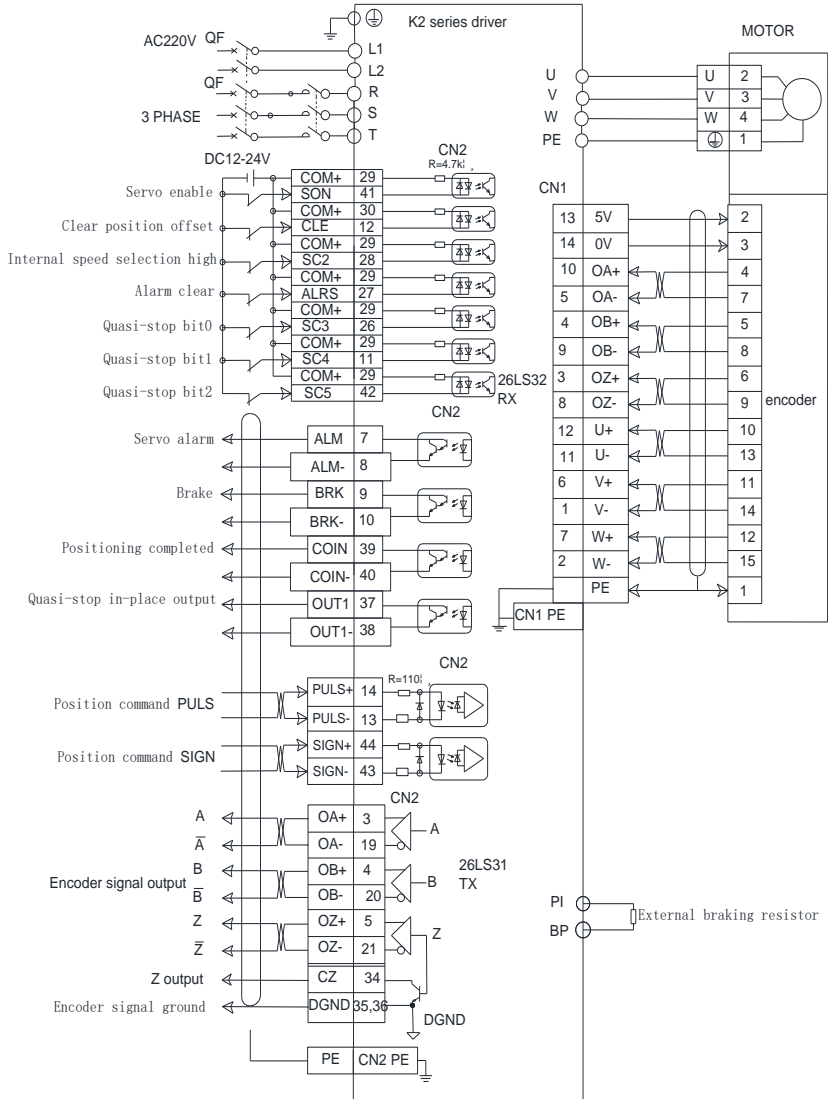 K2 series driver
AC220V QF
L1
L2
QF
R
3 PHASE
S
T
MOTOR
U
V
W
PE
U 2
V 3
W 4
1
DC12-24V
CN2
R=4.7k
COM+ 29
Servo enable SON 41
COM+ 30
Clear position offset CLE 12
COM+ 29
Internal speed selection high SC2 28
COM+ 29
Alarm clear ALRS 27
COM+ 29
Quasi-stop bit0 SC3 26
COM+ 29
Quasi-stop bit1 SC4 11
COM+ 29
Quasi-stop bit2 SC5 42
26LS32
RX
CN1
13 5V 2
14 0V 3
10 OA+ 4
5 OA- 7
4 OB+ 5
9 OB- 8
3 OZ+ 6
8 OZ- 9
12 U+ 10
11 U- 13
6 V+ 11
1 V- 14
7 W+ 12
2 W- 15
PE 1
CN1 PE
encoder
CN2
Servo alarm ALM 7
ALM- 8
Brake BRK 9
BRK- 10
Positioning completed COIN 39
COIN- 40
Quasi-stop in-place output OUT1 37
OUT1- 38
CN2
R=110
PULS+ 14
Position command PULS
PULS- 13
SIGN+ 44
Position command SIGN
SIGN- 43
CN2
A OA+ 3
A
A̅ OA- 19
B OB+ 4
Encoder signal output
B
B̅ OB- 20
26LS31
TX
Z OZ+ 5
Z
Z̅ OZ- 21
Z output CZ 34
Encoder signal ground DGND 35,36
DGND
PE CN2 PE
PI
External braking resistor
BP